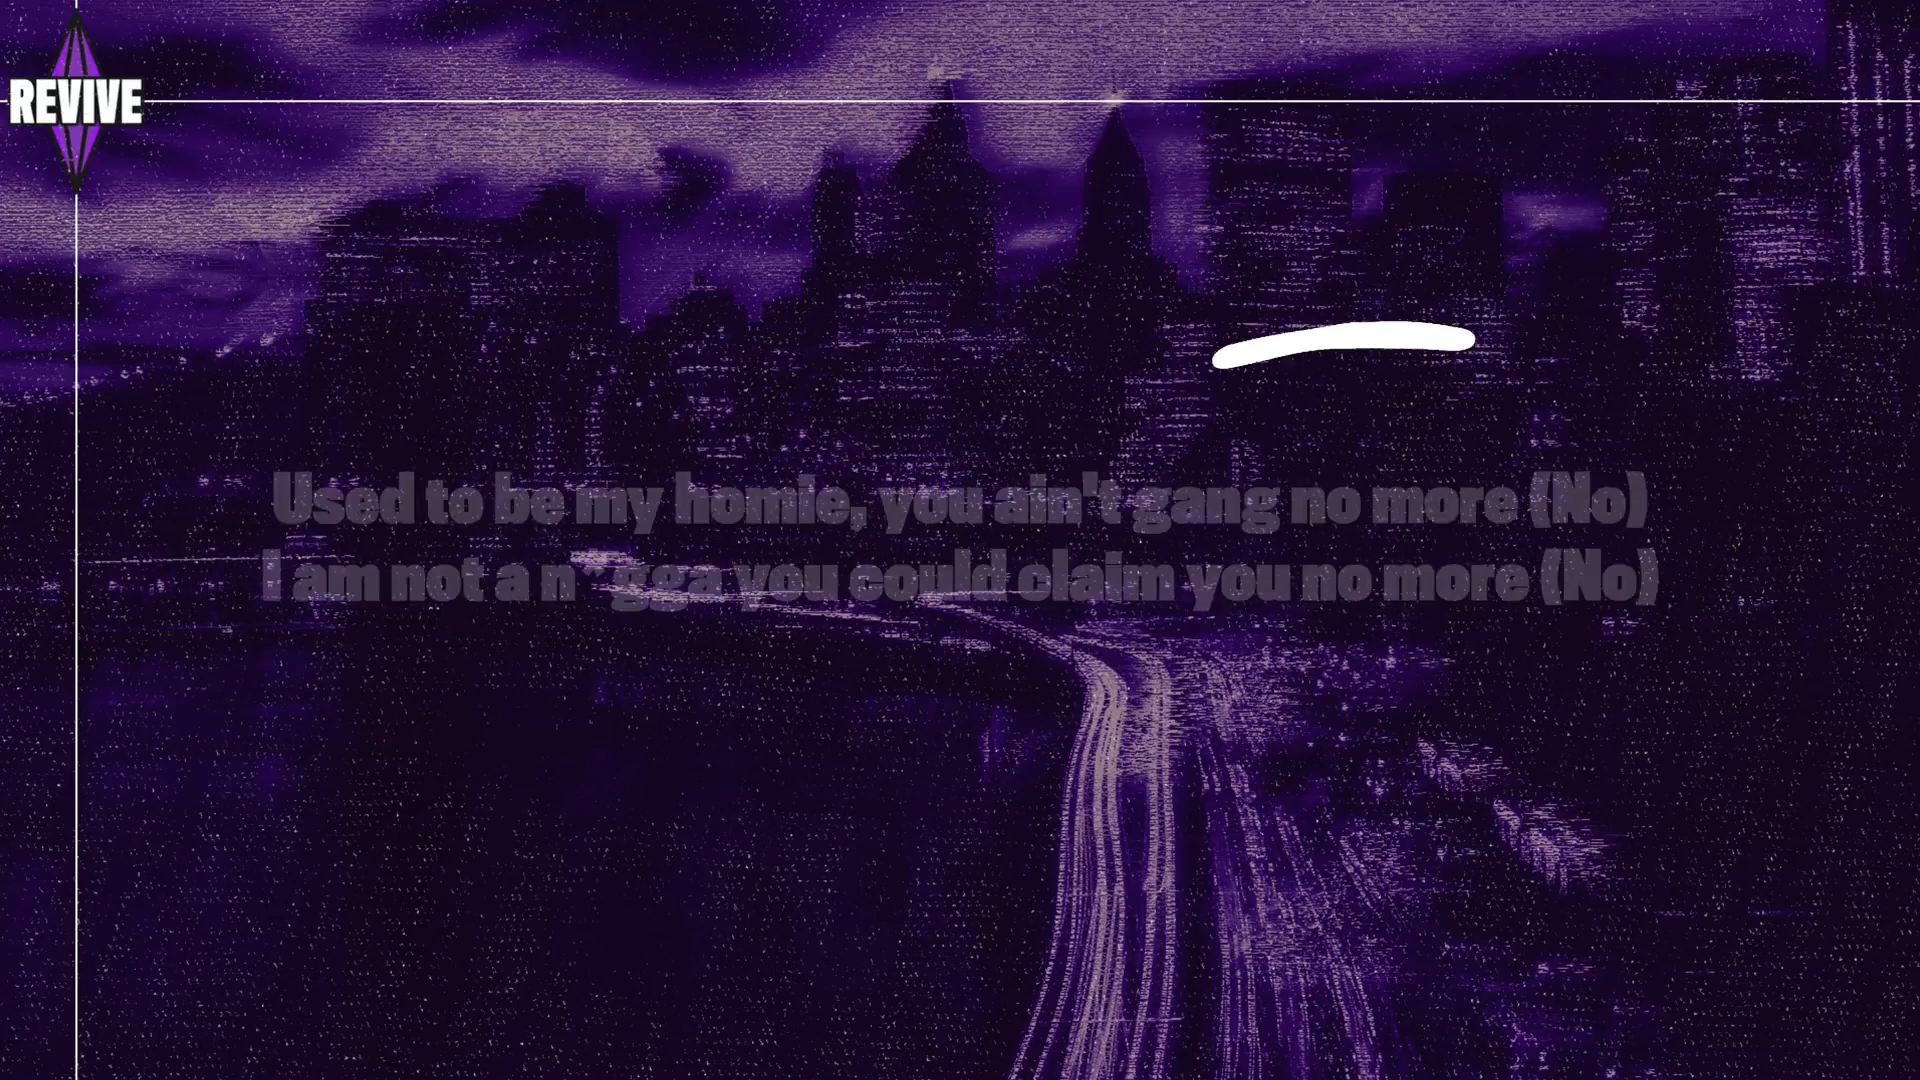 REVIVE
Used to be my homie, you ain't gang no more (No)
I am not a n*gga you could claim you no more (No)